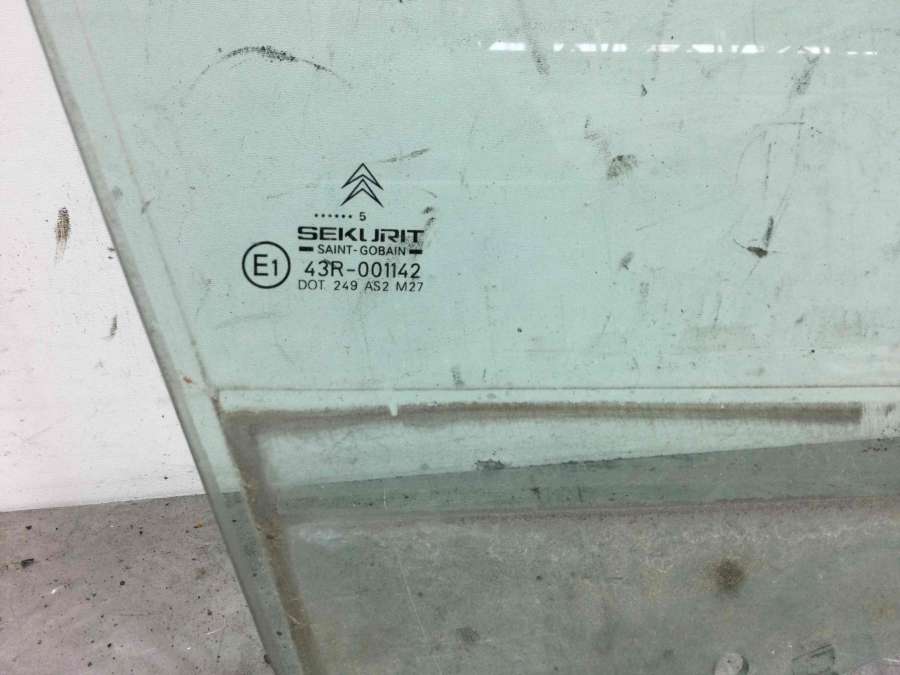 ...... 5
SEKURIT
SAINT-GOBAIN
E1 43R-001142
DOT 249 AS2 M27